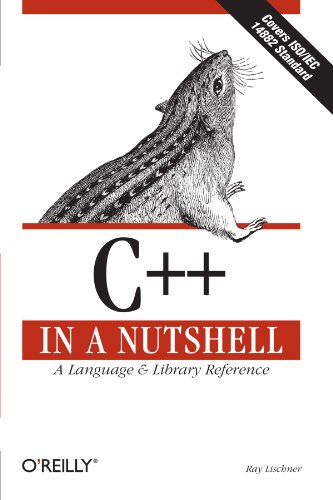 Covers ISO/IEC
14882 Standard
C++
IN A NUTSHELL
A Language & Library Reference
O'REILLY®
Ray Lischner